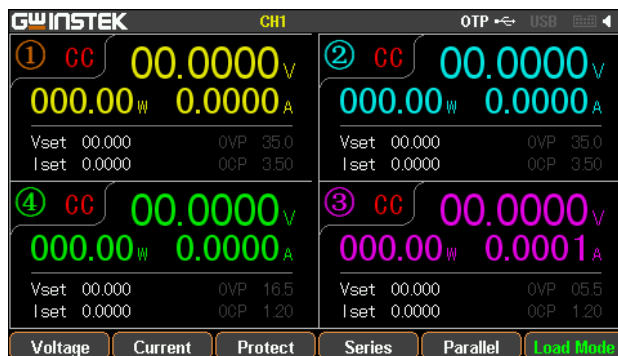 GWINSTEK CH1 OTP USB
① CC 00.0000 V
000.00 W 0.0000 A
Vset 00.000 OVP 35.0
Iset 0.0000 OCP 3.50
② CC 00.0000 V
000.00 W 0.0000 A
Vset 00.000 OVP 35.0
Iset 0.0000 OCP 3.50
④ CC 00.0000 V
000.00 W 0.0000 A
Vset 00.000 OVP 16.5
Iset 0.0000 OCP 1.20
③ CC 00.0000 V
000.00 W 0.0001 A
Vset 00.000 OVP 05.5
Iset 0.0000 OCP 1.20
Voltage Current Protect Series Parallel Load Mode